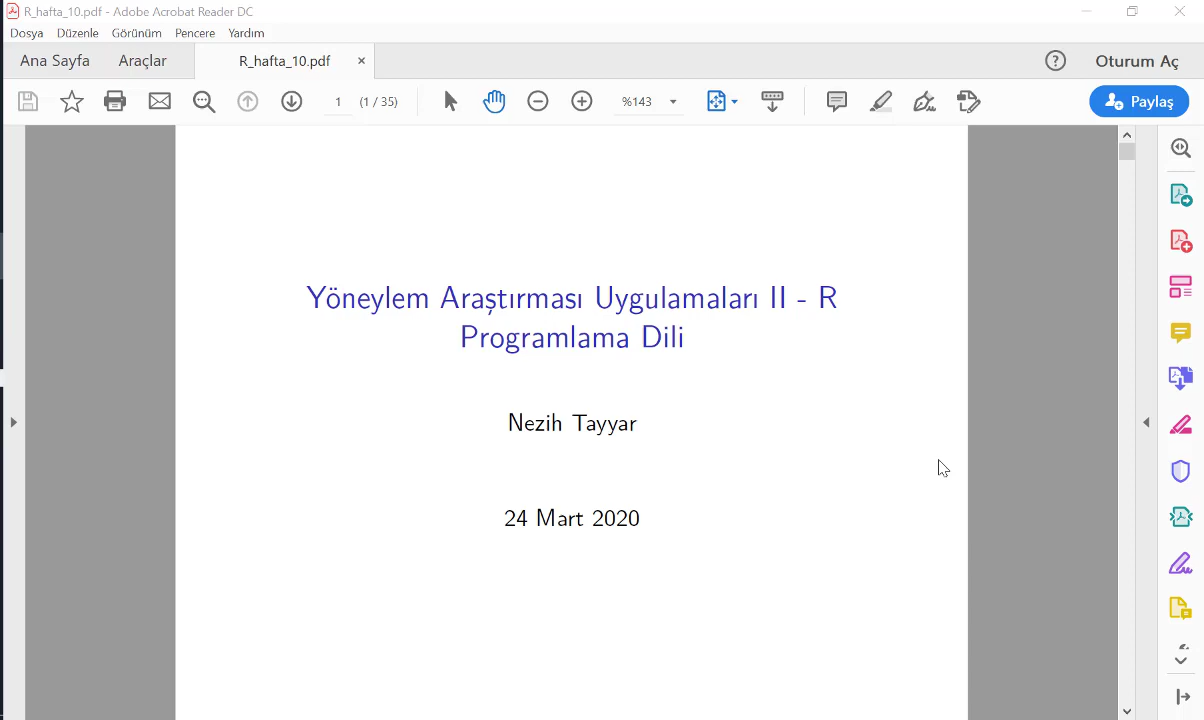 R_hafta_10.pdf - Adobe Acrobat Reader DC
Dosya Düzenle Görünüm Pencere Yardım
Ana Sayfa Araçlar R_hafta_10.pdf × ? Oturum Aç
1 (1 / 35) %143 Paylaş
Yöneylem Araştırması Uygulamaları II - R
Programlama Dili
Nezih Tayyar
24 Mart 2020